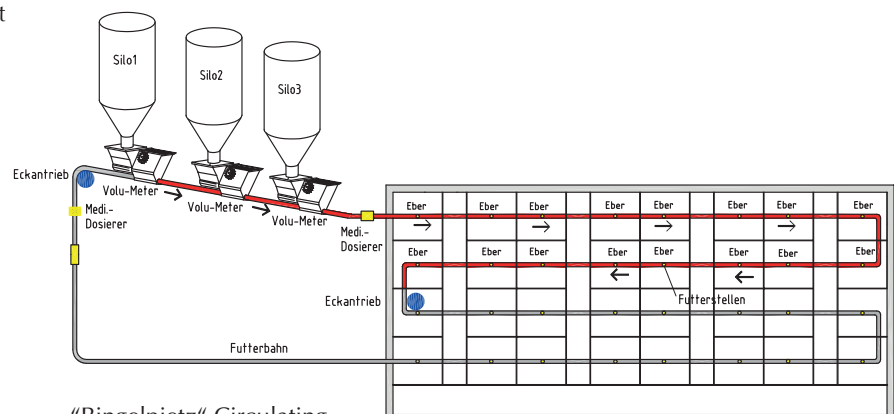 t
Silo1
Silo2
Silo3
Eckantrieb
Volu-Meter
Volu-Meter
Volu-Meter
Medi.-
Dosierer
Medi.-
Dosierer
Eber Eber Eber Eber Eber Eber Eber Eber
Eber Eber Eber Eber Eber Eber Eber Eber
Eckantrieb
Futterstellen
Futterbahn